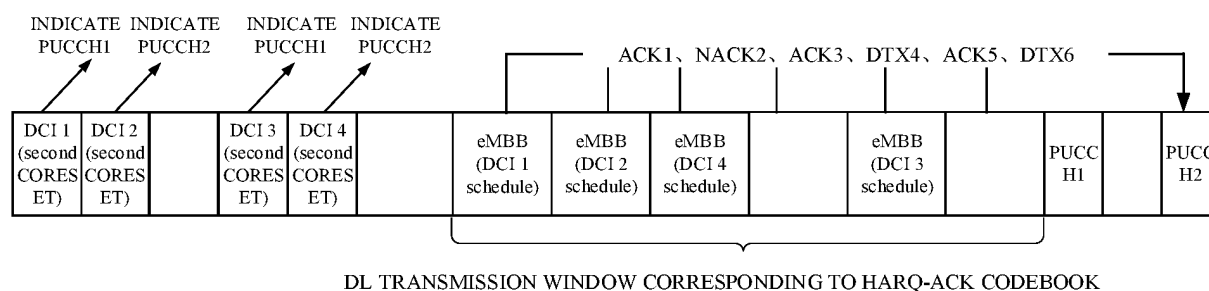 INDICATE INDICATE INDICATE INDICATE
PUCCH1 PUCCH2 PUCCH1 PUCCH2
ACK1、NACK2、ACK3、DTX4、ACK5、DTX6
DCI 1
(second
CORES
ET)
DCI 2
(second
CORES
ET)
DCI 3
(second
CORES
ET)
DCI 4
(second
CORES
ET)
eMBB
(DCI 1
schedule)
eMBB
(DCI 2
schedule)
eMBB
(DCI 4
schedule)
eMBB
(DCI 3
schedule)
PUCC
H1
PUCC
H2
DL TRANSMISSION WINDOW CORRESPONDING TO HARQ-ACK CODEBOOK